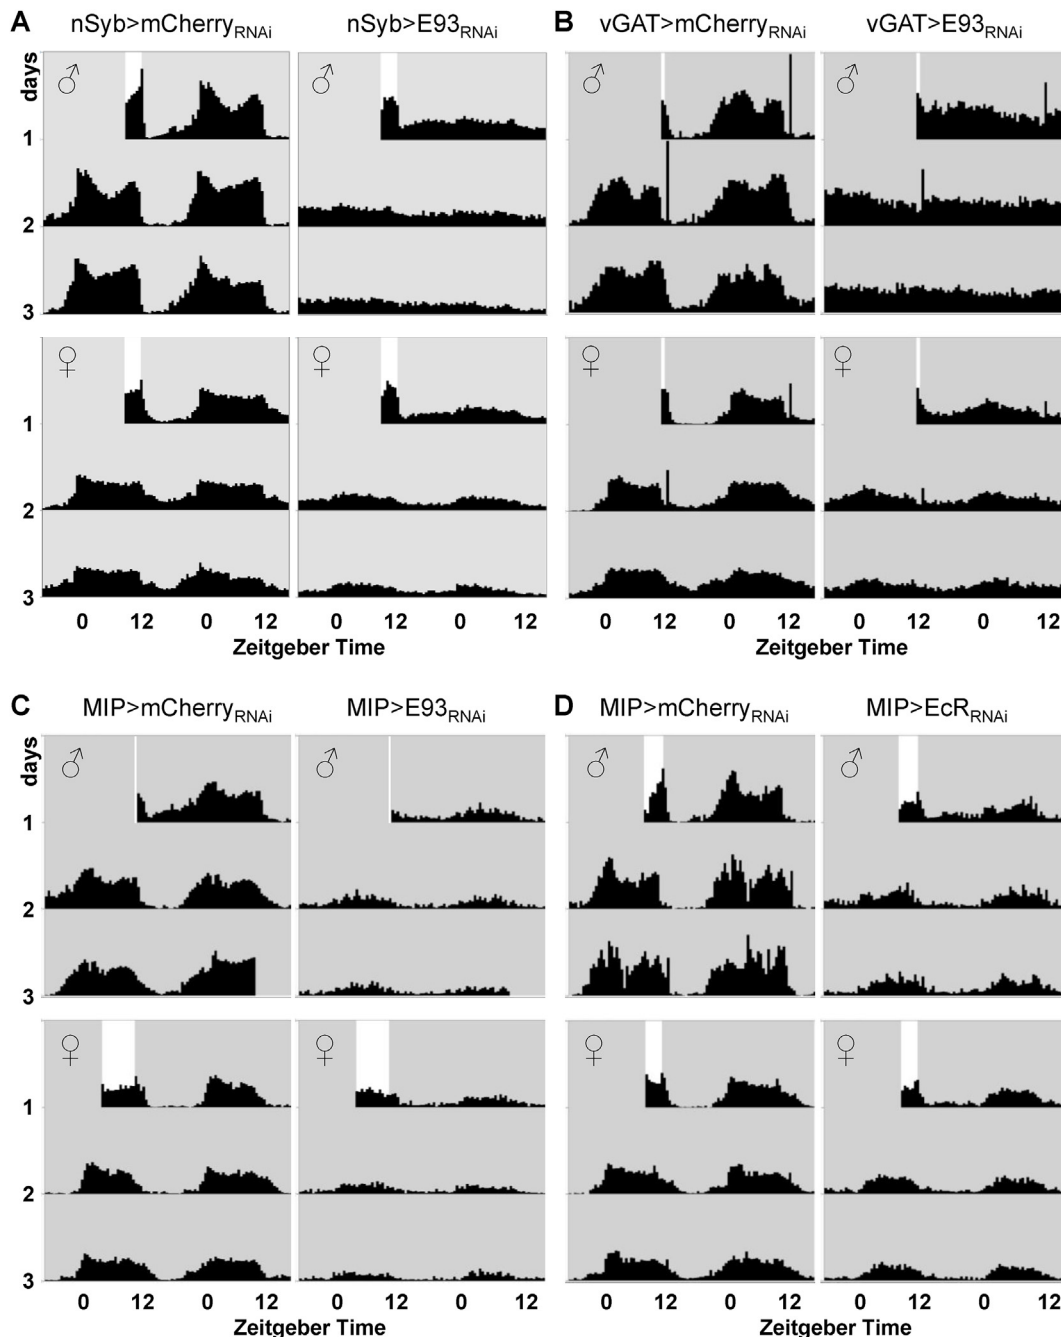 A nSyb>mCherryRNAi nSyb>E93RNAi B vGAT>mCherryRNAi vGAT>E93RNAi
days
♂ ♂ ♂ ♂
1
2
3
♀ ♀ ♀ ♀
1
2
3
0 12 0 12 0 12 0 12 0 12 0 12 0 12 0 12
Zeitgeber Time Zeitgeber Time
C MIP>mCherryRNAi MIP>E93RNAi D MIP>mCherryRNAi MIP>EcRRNAi
days
♂ ♂ ♂ ♂
1
2
3
♀ ♀ ♀ ♀
1
2
3
0 12 0 12 0 12 0 12 0 12 0 12 0 12 0 12
Zeitgeber Time Zeitgeber Time